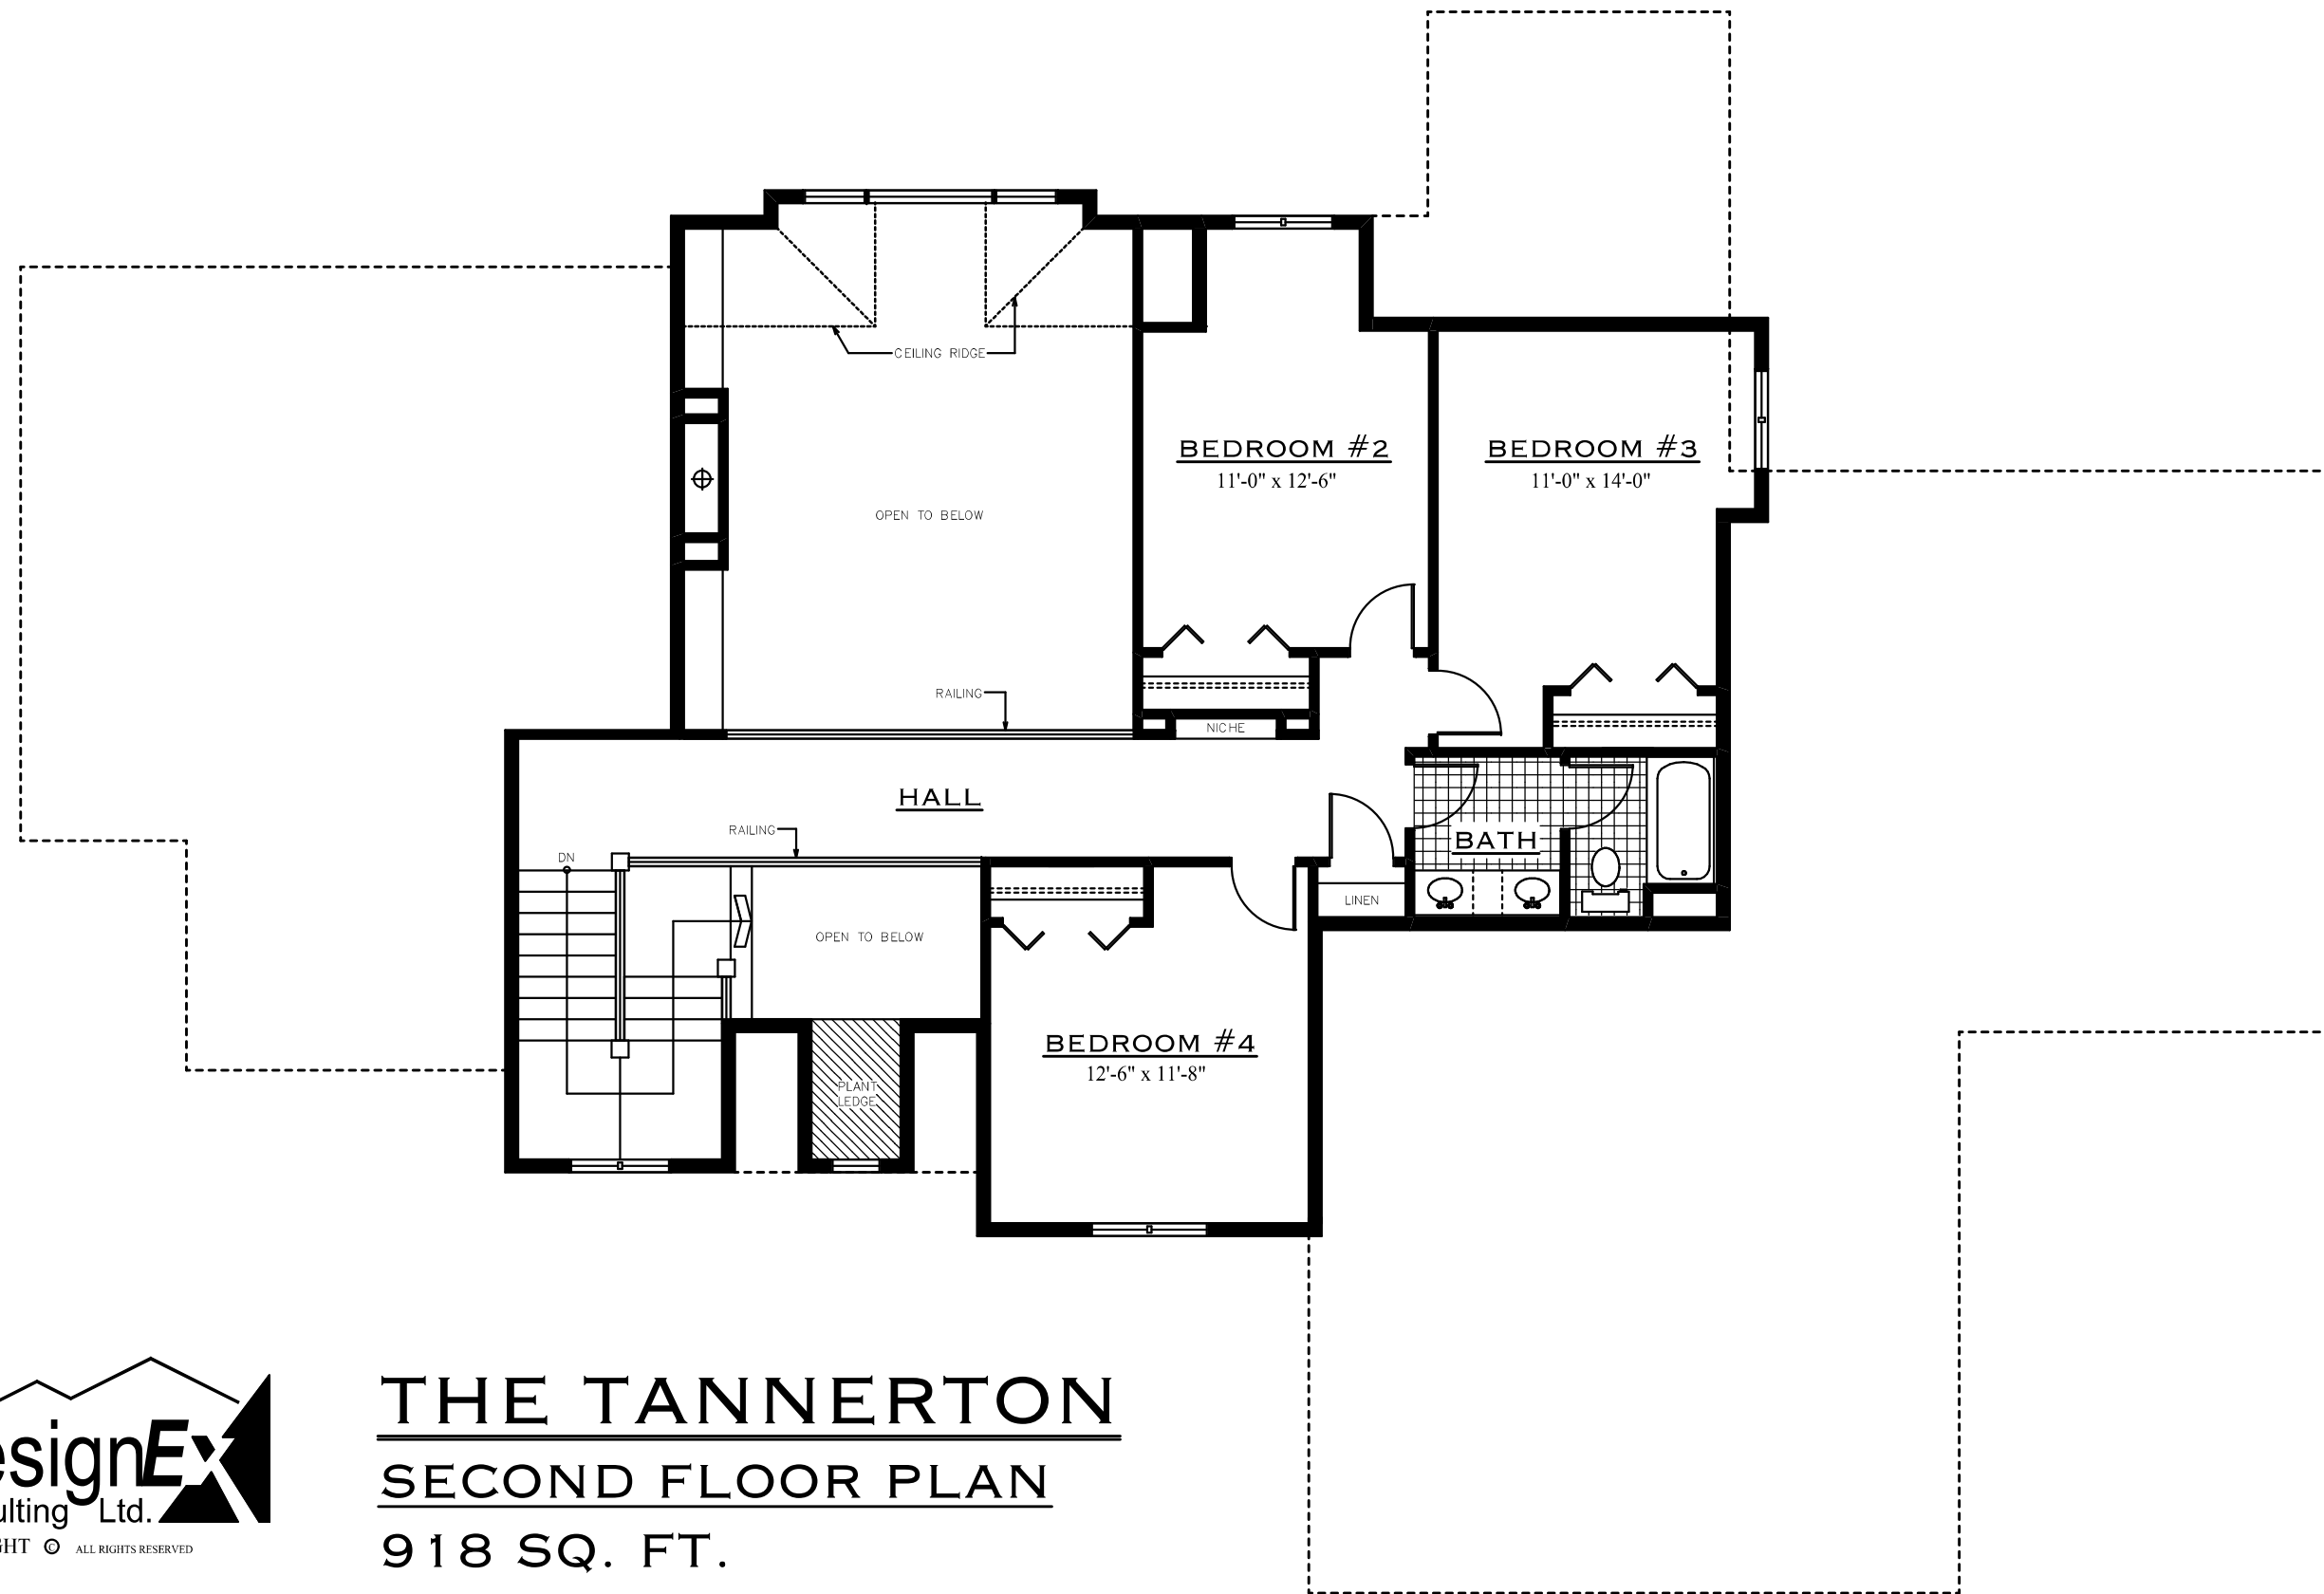 CEILING RIDGE
BEDROOM #2
11'-0" x 12'-6"
BEDROOM #3
11'-0" x 14'-0"
OPEN TO BELOW
RAILING
NICHE
HALL
RAILING
DN
BATH
LINEN
OPEN TO BELOW
BEDROOM #4
12'-6" x 11'-8"
PLANT
LEDGE
THE TANNERTON
SECOND FLOOR PLAN
918 SQ. FT.
esignEx
ulting Ltd.
GHT © ALL RIGHTS RESERVED